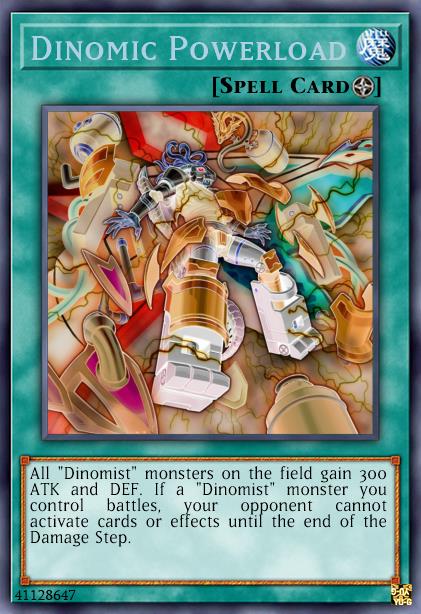 Dinomic Powerload
魔
[Spell Card]
All "Dinomist" monsters on the field gain 300
ATK and DEF. If a "Dinomist" monster you
control battles, your opponent cannot
activate cards or effects until the end of the
Damage Step.
41128647